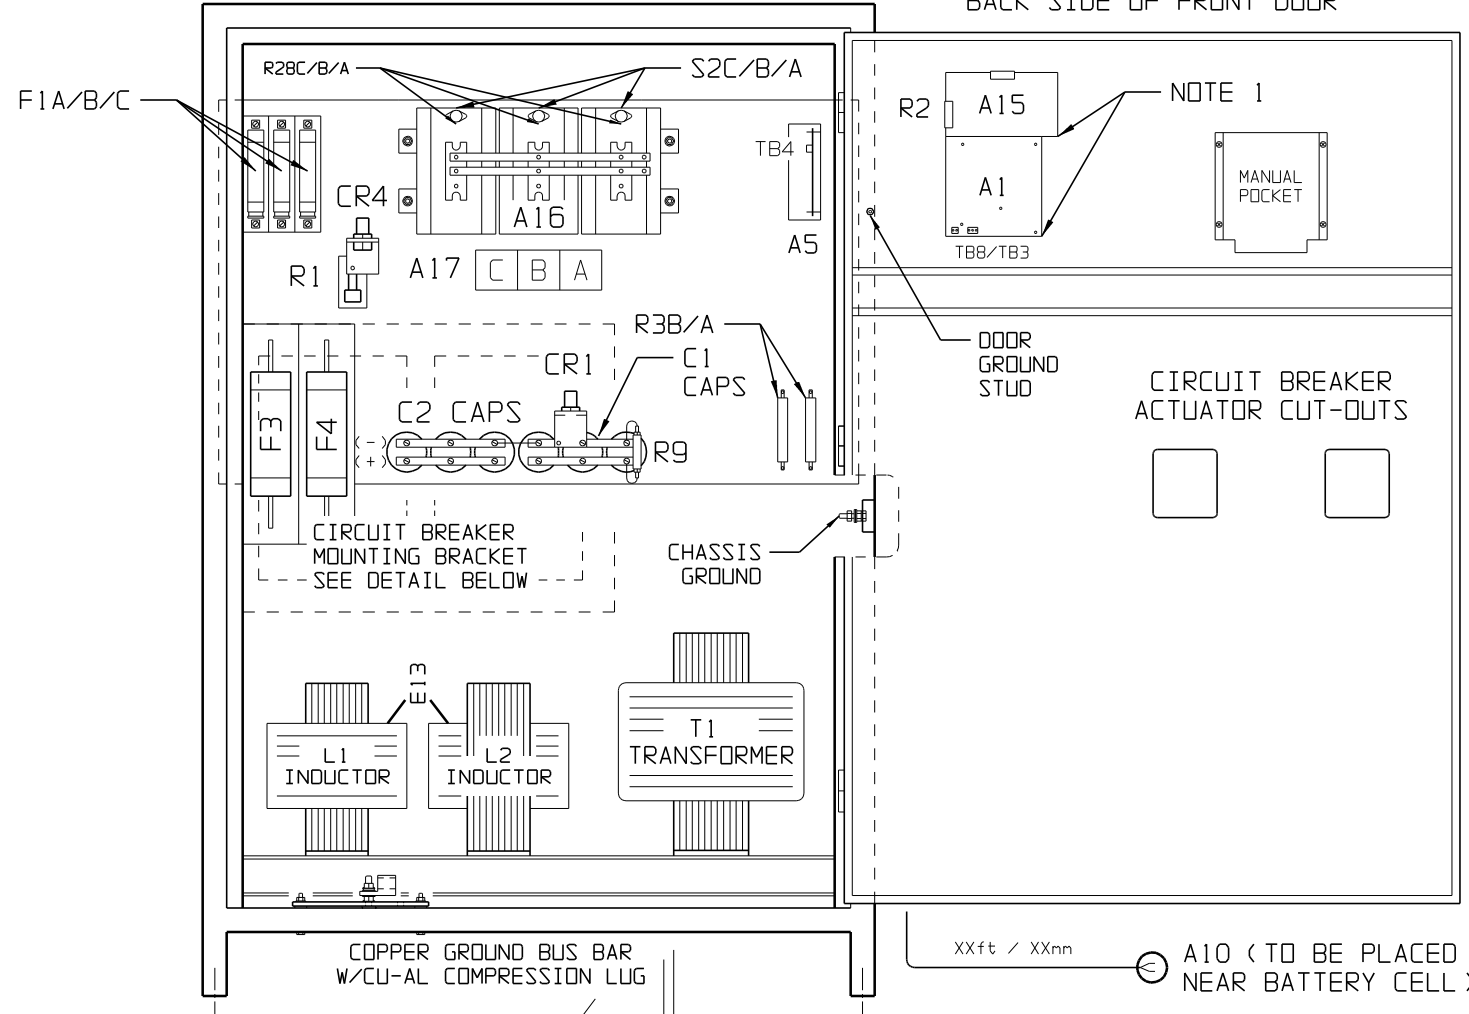 BACK SIDE OF FRONT DOOR
R28C/B/A
S2C/B/A
F1A/B/C
R2
A15
NOTE 1
TB4
MANUAL
POCKET
A1
CR4
A16
A5
TB8/TB3
R1
A17
C B A
R3B/A
DOOR
GROUND
STUD
CR1
C1
CAPS
CIRCUIT BREAKER
ACTUATOR CUT-OUTS
C2 CAPS
F3
F4
(-)
(+)
R9
CIRCUIT BREAKER
MOUNTING BRACKET
SEE DETAIL BELOW
CHASSIS
GROUND
E13
T1
TRANSFORMER
L1
INDUCTOR
L2
INDUCTOR
COPPER GROUND BUS BAR
W/CU-AL COMPRESSION LUG
XXft / XXmm
A10 (TO BE PLACED
NEAR BATTERY CELL)